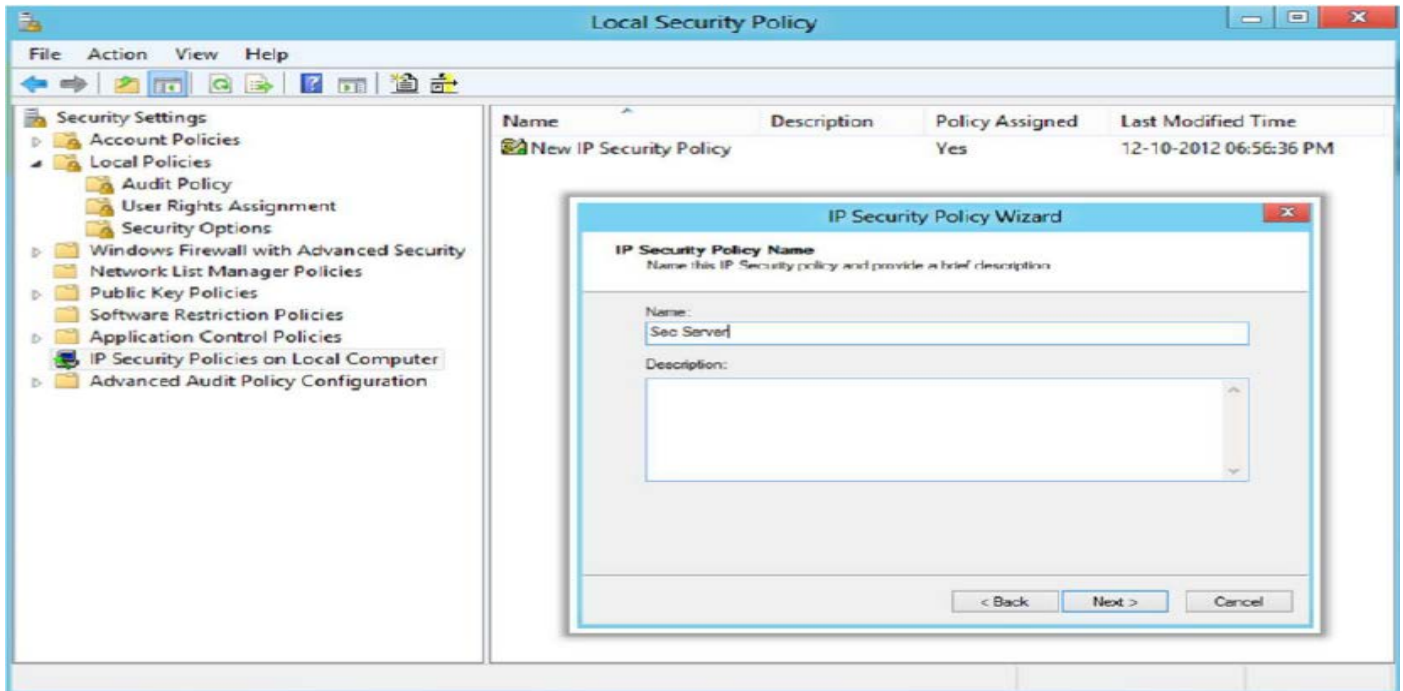 Local Security Policy
File Action View Help
Security Settings
Account Policies
Local Policies
Audit Policy
User Rights Assignment
Security Options
Windows Firewall with Advanced Security
Network List Manager Policies
Public Key Policies
Software Restriction Policies
Application Control Policies
IP Security Policies on Local Computer
Advanced Audit Policy Configuration
Name Description Policy Assigned Last Modified Time
New IP Security Policy Yes 12-10-2012 06:56:36 PM
IP Security Policy Wizard
IP Security Policy Name
Name this IP Security policy and provide a brief description
Name:
Sec Server
Description:
< Back Next > Cancel